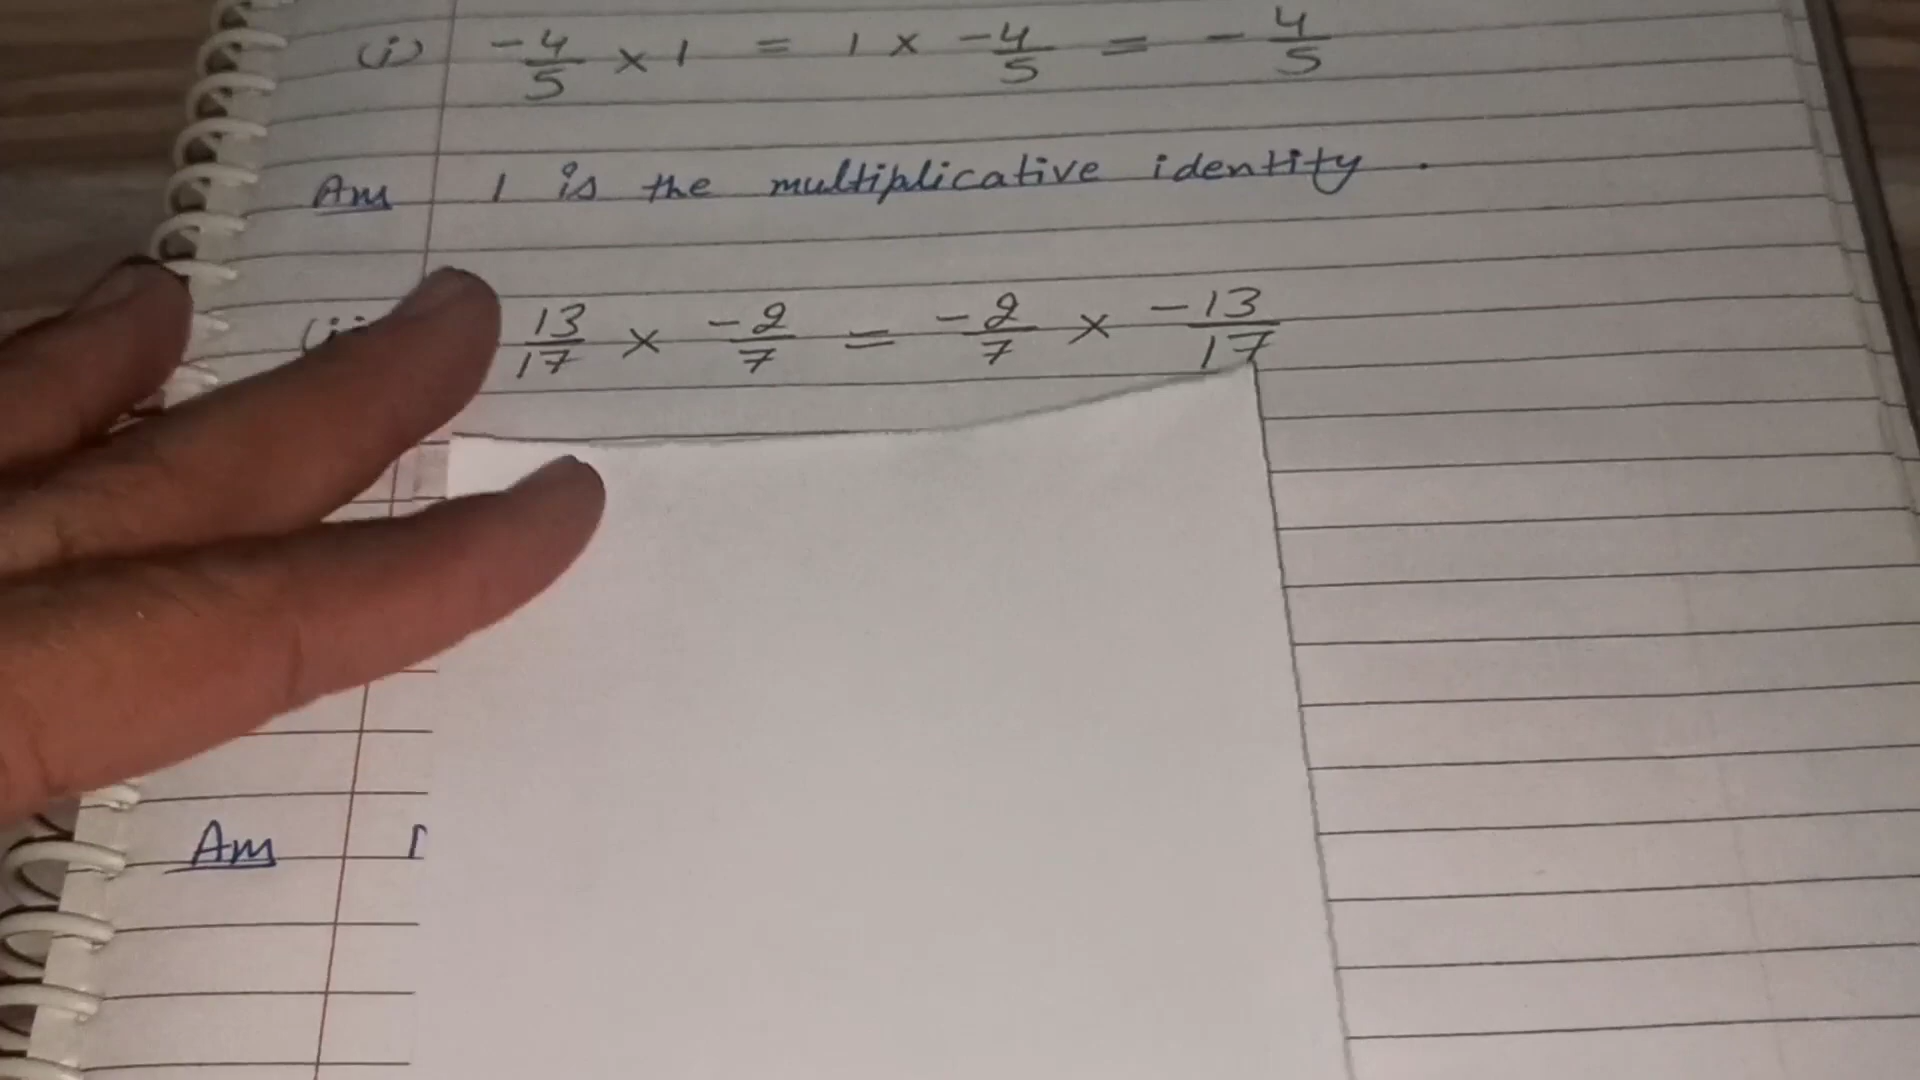 (i) -4/5 × 1 = 1 × -4/5 = -4/5
Ans 1 is the multiplicative identity.
(ii) 13/17 × -2/7 = -2/7 × -13/17
Ans